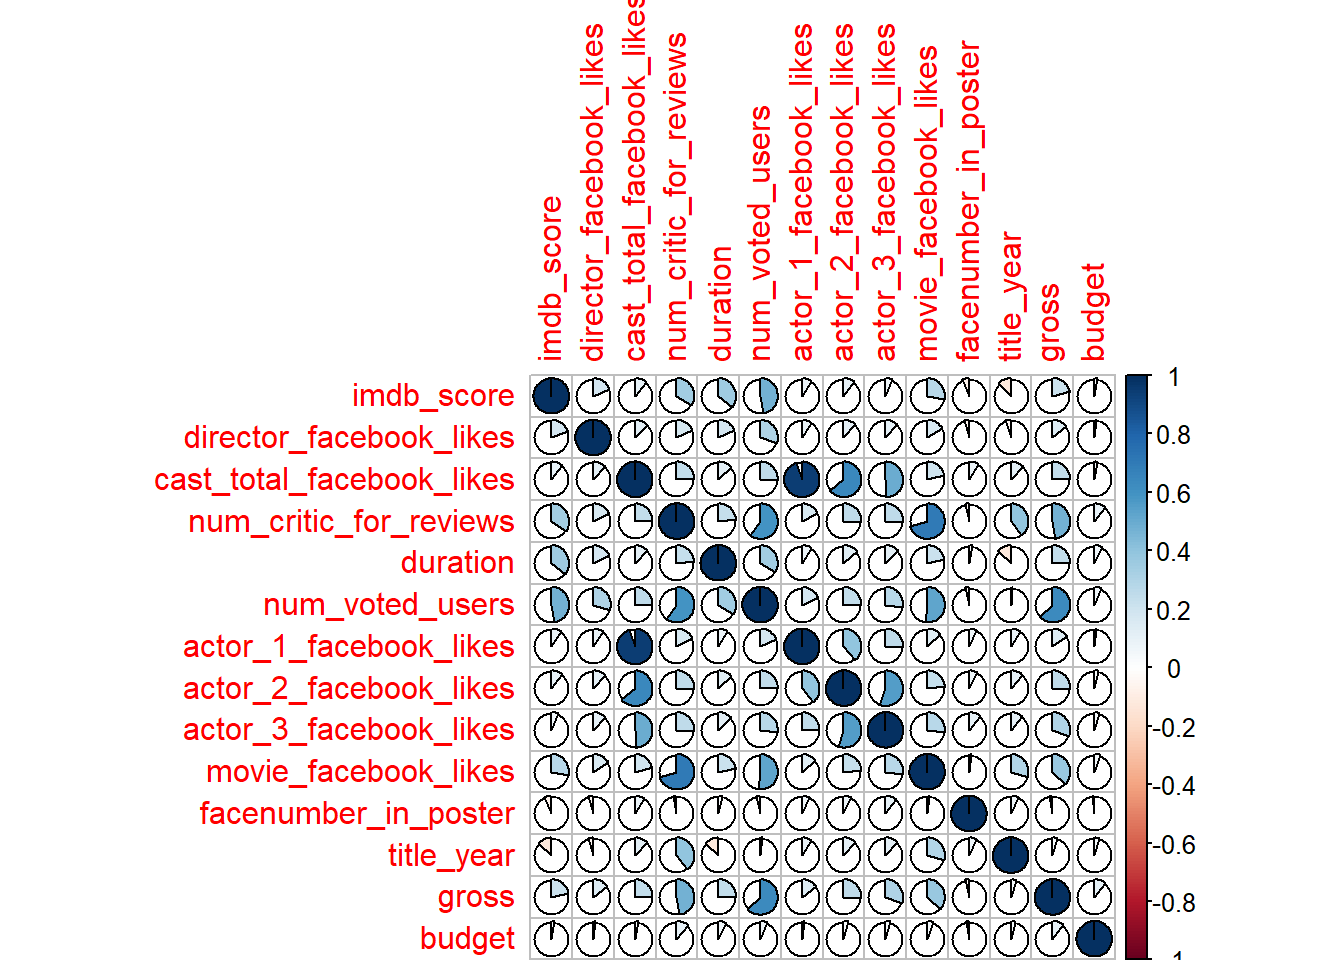 imdb_score
director_facebook_likes
cast_total_facebook_likes
num_critic_for_reviews
duration
num_voted_users
actor_1_facebook_likes
actor_2_facebook_likes
actor_3_facebook_likes
movie_facebook_likes
facenumber_in_poster
title_year
gross
budget
imdb_score
director_facebook_likes
cast_total_facebook_likes
num_critic_for_reviews
duration
num_voted_users
actor_1_facebook_likes
actor_2_facebook_likes
actor_3_facebook_likes
movie_facebook_likes
facenumber_in_poster
title_year
gross
budget
1
0.8
0.6
0.4
0.2
0
-0.2
-0.4
-0.6
-0.8
-1